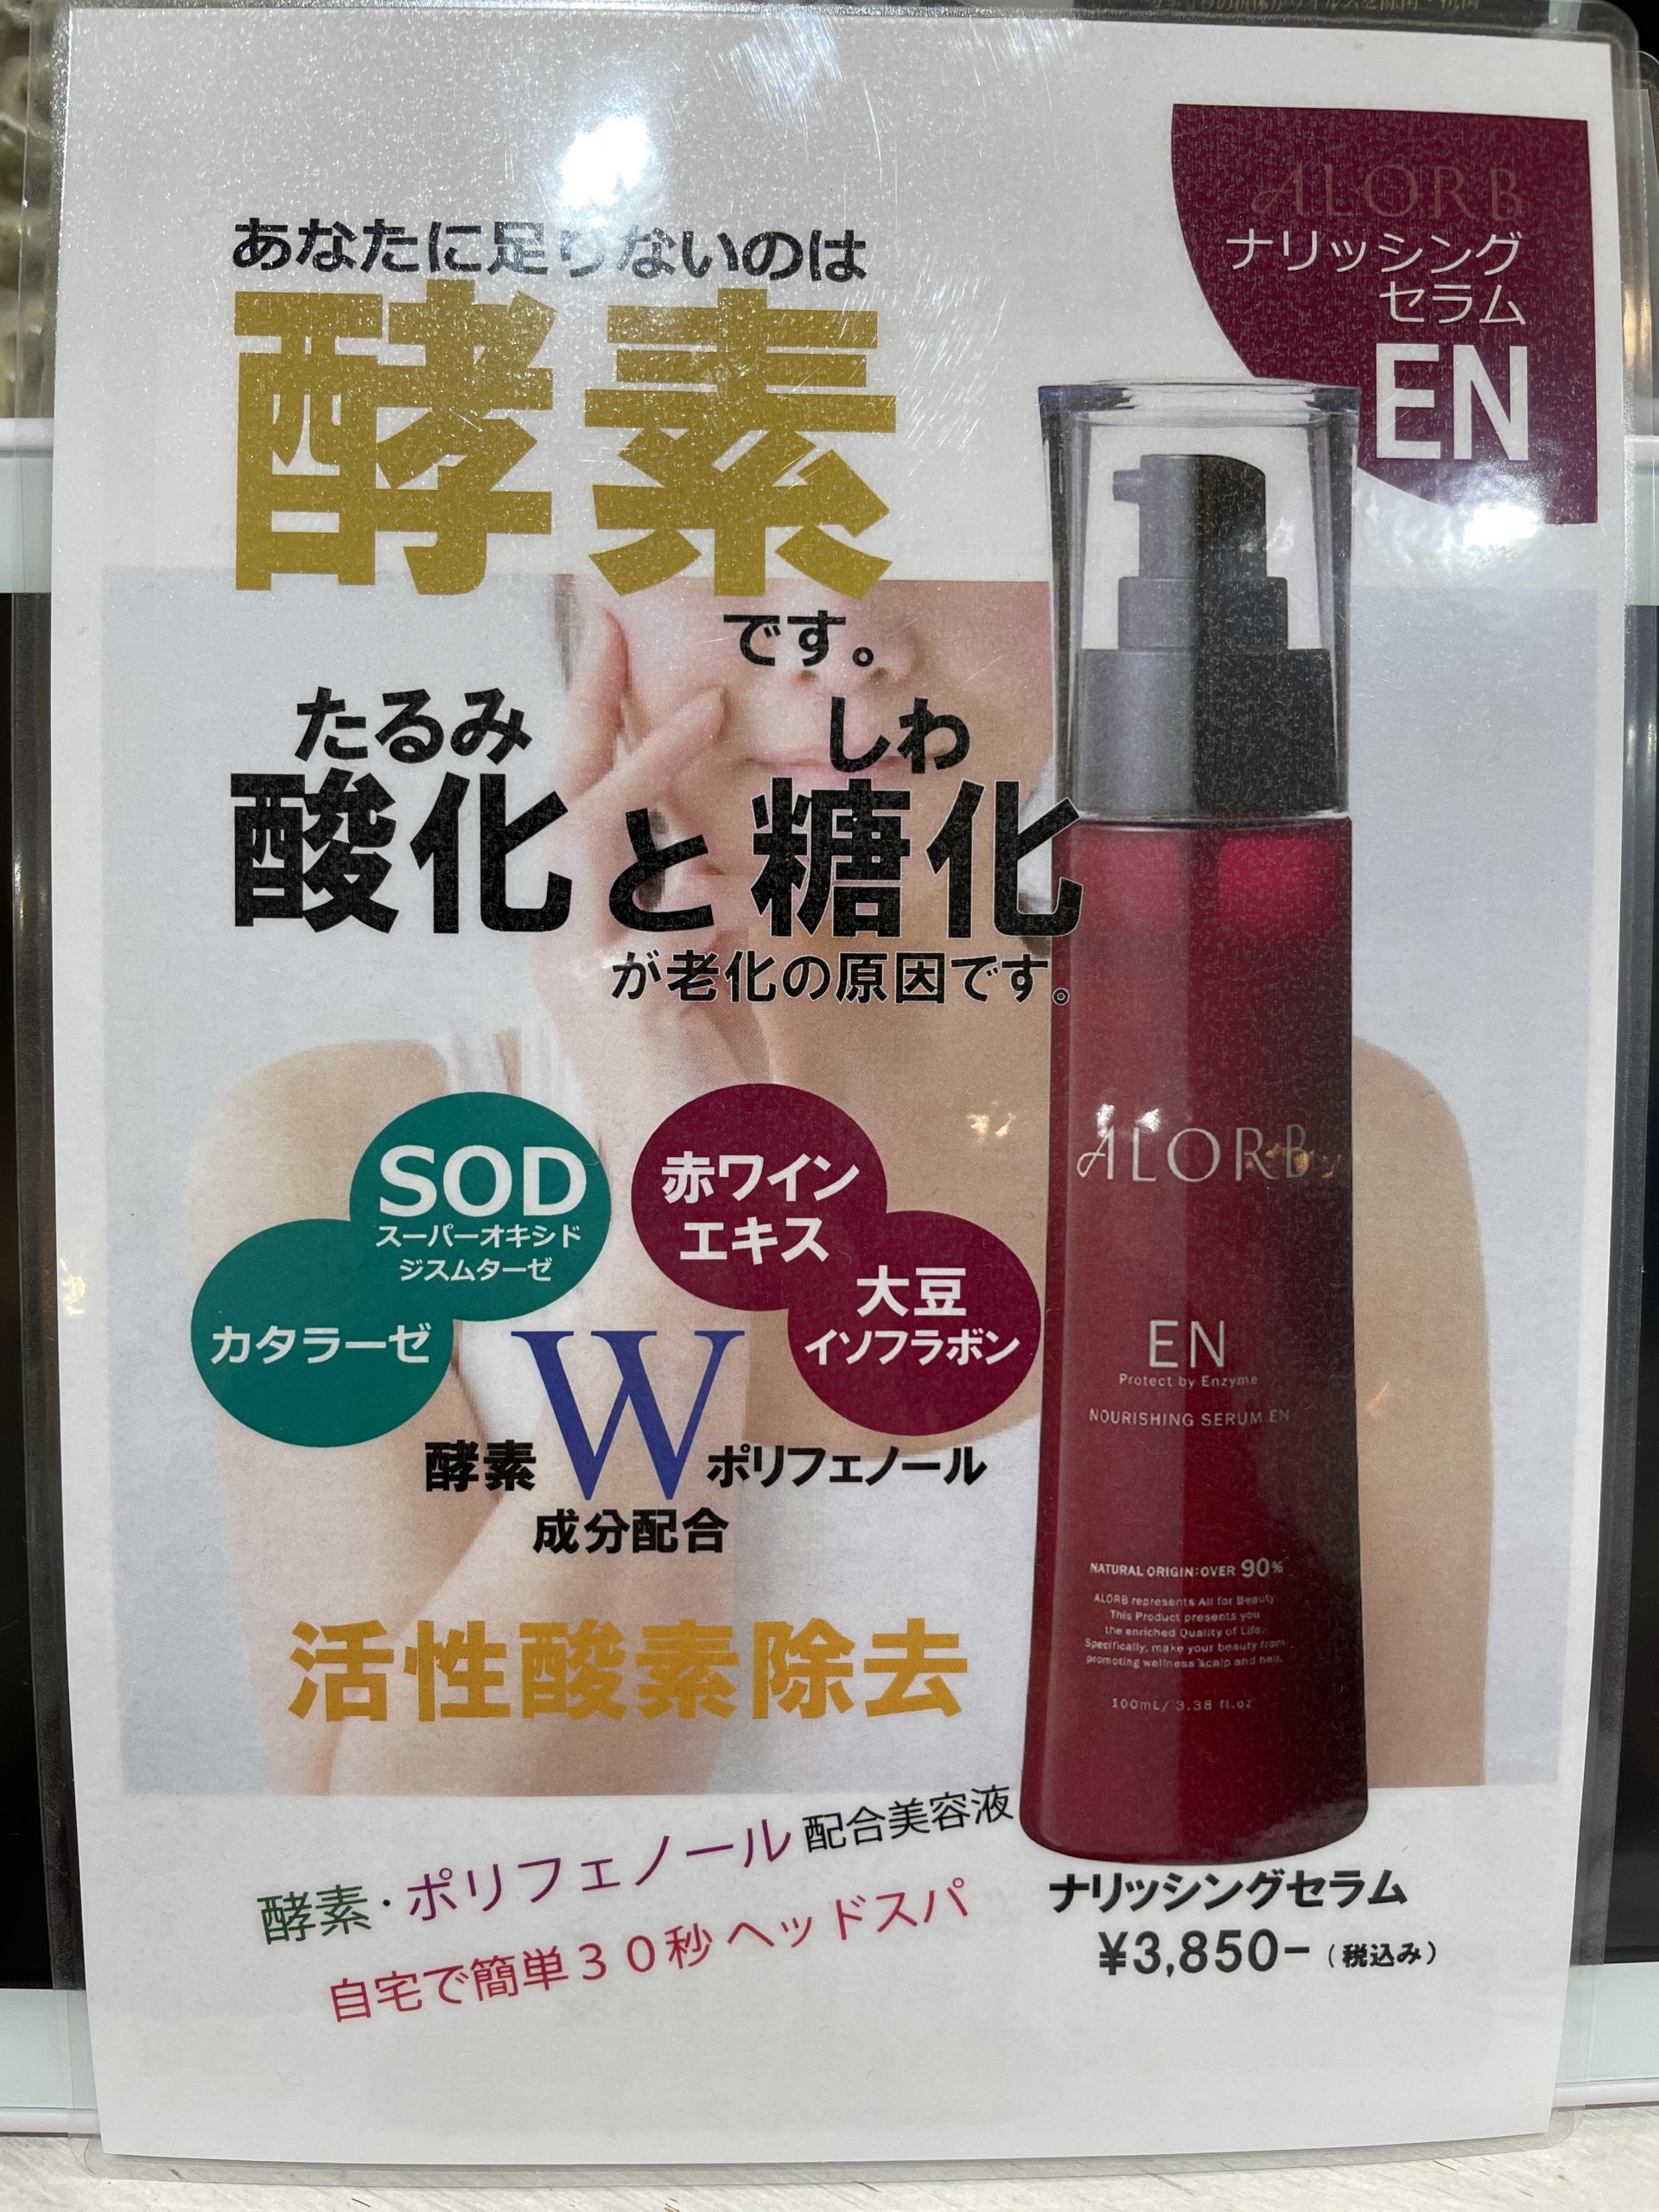 ALORB
ナリッシング
セラム
EN
あなたに足りないのは
酵素
です。
たるみ しわ
酸化と糖化
が老化の原因です。
SOD
スーパーオキシド
ジスムターゼ
カタラーゼ
赤ワイン
エキス
大豆
イソフラボン
酵素Wポリフェノール
成分配合
活性酸素除去
ALORB
EN
Protect by Enzyme
NOURISHING SERUM EN
NATURAL ORIGIN:OVER 90%
ALORB represents All for Beauty.
This Product presents you
the enriched Quality of Life.
Specifically, make your beauty from
promoting wellness scalp and hair.
100mL/ 3.38 fl.oz
酵素・ポリフェノール配合美容液
自宅で簡単30秒ヘッドスパ
ナリッシングセラム
¥3,850-（税込み）